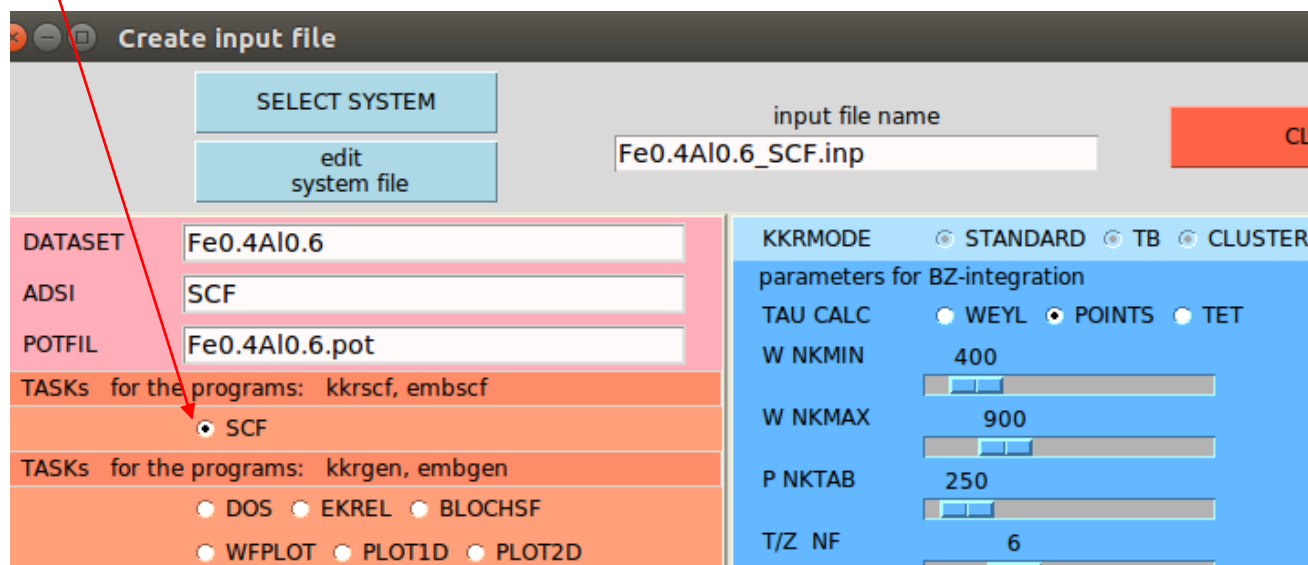 Create input file
SELECT SYSTEM
edit
system file
input file name
Fe0.4Al0.6_SCF.inp
DATASET Fe0.4Al0.6
ADSI SCF
POTFIL Fe0.4Al0.6.pot
TASKs for the programs: kkrscf, embscf
SCF
TASKs for the programs: kkrgen, embgen
DOS EKREL BLOCHSF
WFPLOT PLOT1D PLOT2D
KKRMODE STANDARD TB CLUSTER
parameters for BZ-integration
TAU CALC WEYL POINTS TET
W NKMIN 400
W NKMAX 900
P NKTAB 250
T/Z NF 6